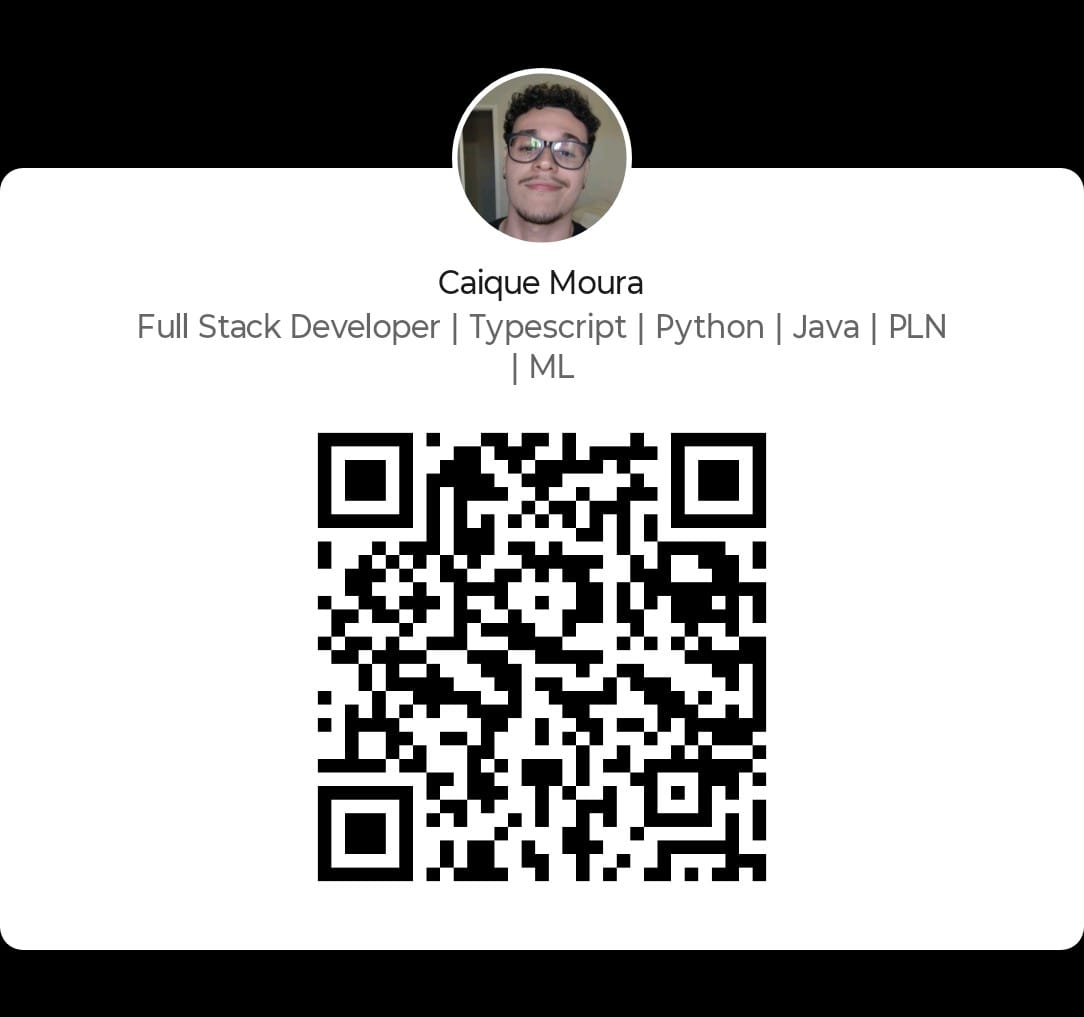 Caique Moura
Full Stack Developer | Typescript | Python | Java | PLN
| ML